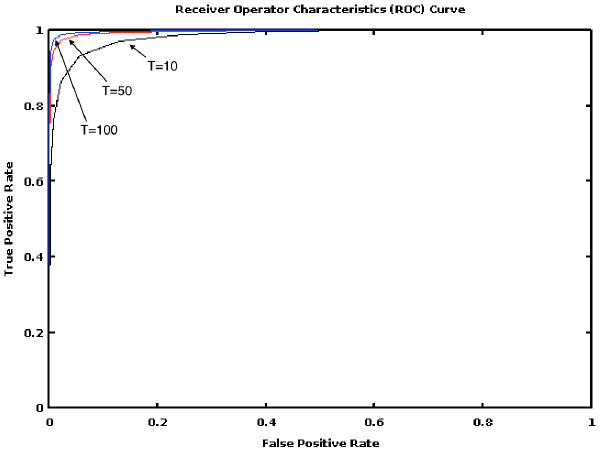 Receiver Operator Characteristics (ROC) Curve
1
0.8
0.6
0.4
0.2
0
True Positive Rate
T=10
T=50
T=100
0
0.2
0.4
0.6
0.8
1
False Positive Rate